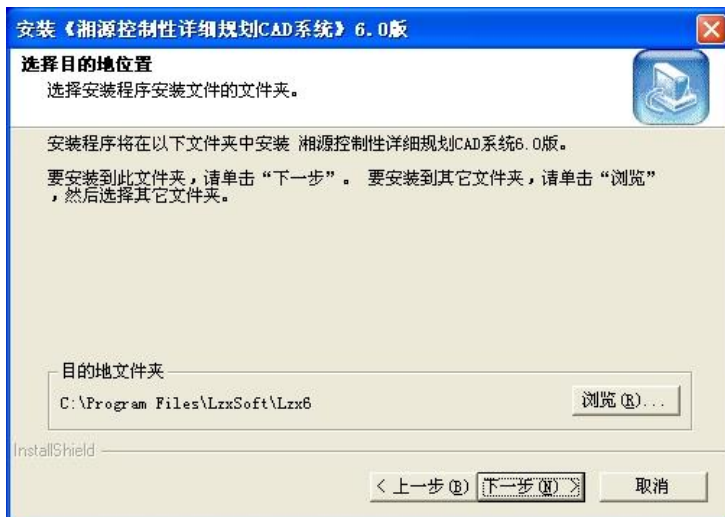 安装《湘源控制性详细规划CAD系统》6.0版
选择目的地位置
选择安装程序安装文件的文件夹。
安装程序将在以下文件夹中安装 湘源控制性详细规划CAD系统6.0版。
要安装到此文件夹，请单击“下一步”。 要安装到其它文件夹，请单击“浏览”
，然后选择其它文件夹。
目的地文件夹
C:\Program Files\LzxSoft\Lzx6
浏览(R)...
InstallShield
< 上一步(B)
下一步(N) >
取消